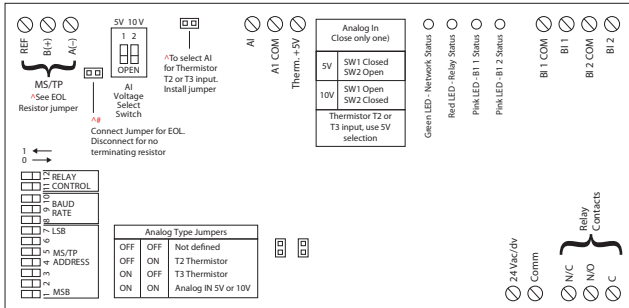 REF
B(+)
A(−)
MS/TP
^See EOL
Resistor jumper
5V 10 V
1 2
OPEN
AI
Voltage
Select
Switch
^#
Connect Jumper for EOL.
Disconnect for no
terminating resistor
^To select AI
for Thermistor
T2 or T3 input.
Install jumper
AI
A1 COM
Therm. +5V
Analog In
Close only one)
5V SW1 Closed
SW2 Open
10V SW1 Open
SW2 Closed
Thermistor T2 or
T3 input, use 5V
selection
Green LED - Network Status
Red LED - Relay Status
Pink LED - B1 1 Status
Pink LED - B1 2 Status
BI 1 COM
BI 1
BI 2 COM
BI 2
1
0
12 RELAY
11 CONTROL
10 BAUD
9 RATE
8
7 LSB
6
5 MS/TP
4 ADDRESS
3
2
1 MSB
Analog Type Jumpers
OFF OFF Not defined
OFF ON T2 Thermistor
ON OFF T3 Thermistor
ON ON Analog IN 5V or 10V
24 Vac/dv
Comm
Relay
Contacts
N/C
N/O
C